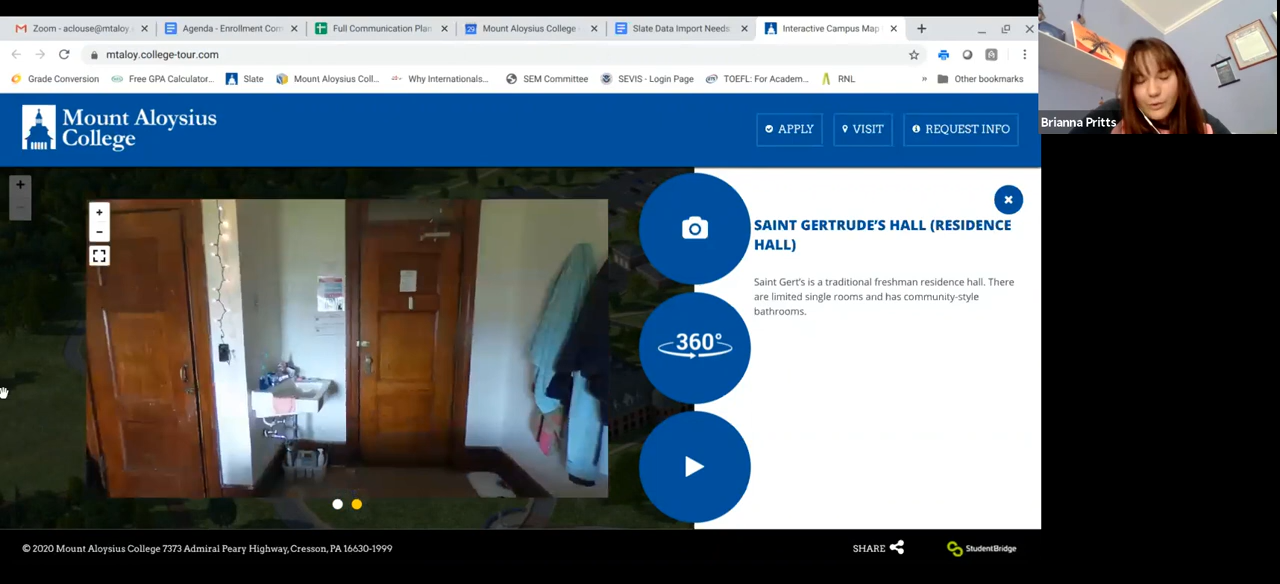 Zoom - aclouse@mtaloy
Agenda - Enrollment Com
Full Communication Plan
Mount Aloysius College
Slate Data Import Needs
Interactive Campus Map
mtaloy.college-tour.com
Grade Conversion
Free GPA Calculator...
Slate
Mount Aloysius Coll...
Why Internationals...
SEM Committee
SEVIS - Login Page
TOEFL: For Academ...
RNL
»
Other bookmarks
Brianna Pritts
Mount Aloysius
College
APPLY
VISIT
REQUEST INFO
+
−
+
−
360°
SAINT GERTRUDE'S HALL (RESIDENCE
HALL)
Saint Gert's is a traditional freshman residence hall. There
are limited single rooms and has community-style
bathrooms.
© 2020 Mount Aloysius College 7373 Admiral Peary Highway, Cresson, PA 16630-1999
SHARE
StudentBridge